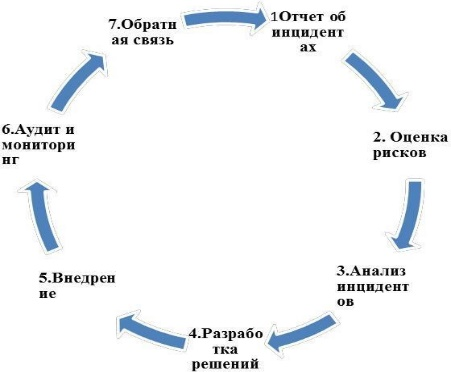 1Отчет об
инцидент
ах
2. Оценка
рисков
3.Анализ
инцидент
ов
4.Разрабо
тка
решений
5.Внедрен
ие
6.Аудит и
монитори
нг
7.Обратн
ая связь